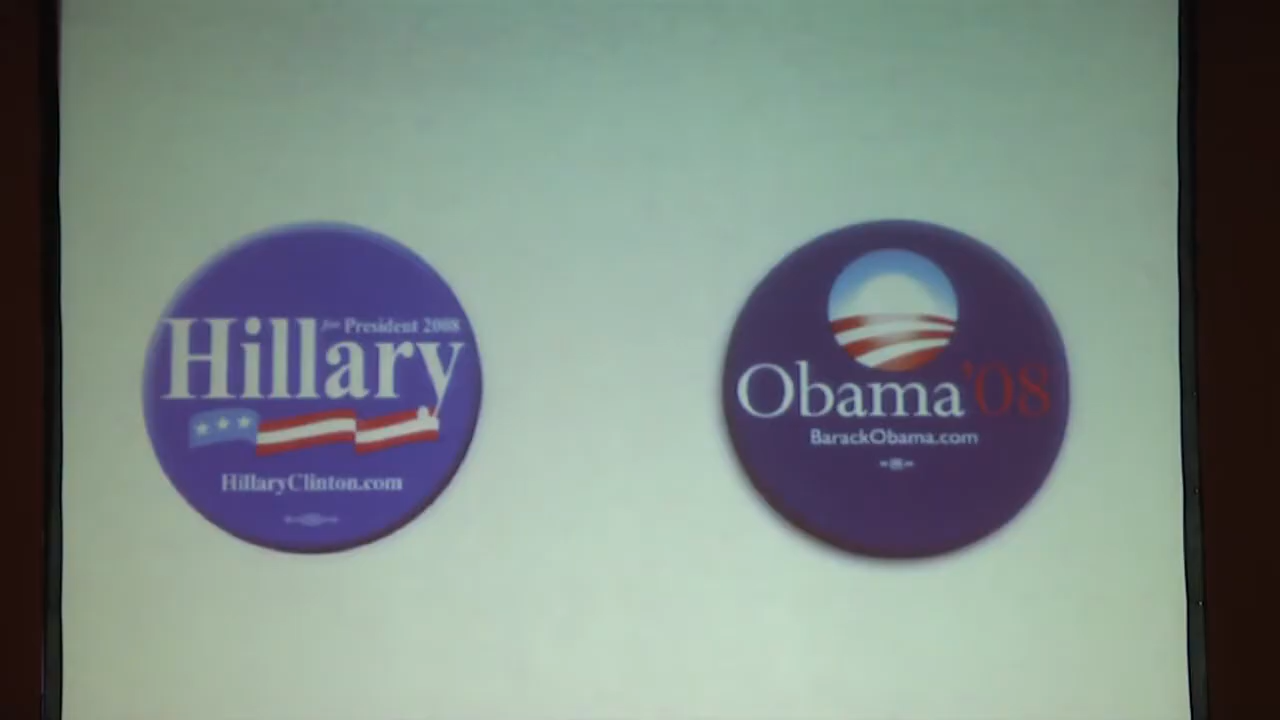 for President 2008
Hillary
HillaryClinton.com
Obama'08
BarackObama.com